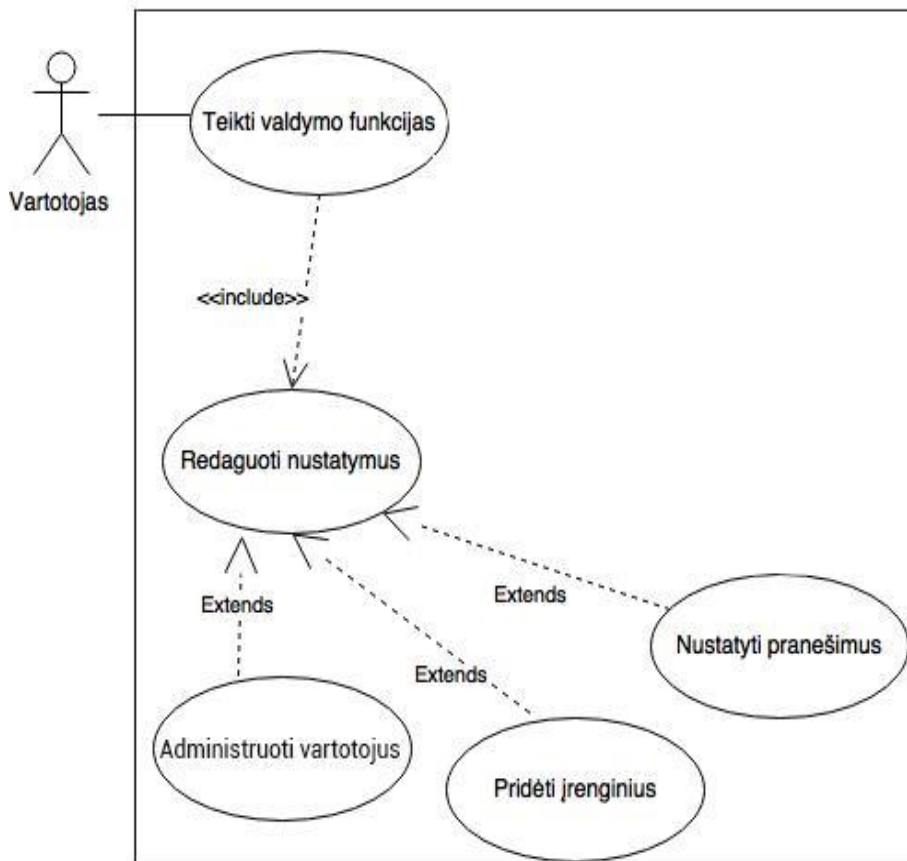 Teikti valdymo funkcijas
Vartotojas
<<include>>
Redaguoti nustatymus
Extends
Extends
Extends
Nustatyti pranešimus
Administruoti vartotojus
Pridėti įrenginius